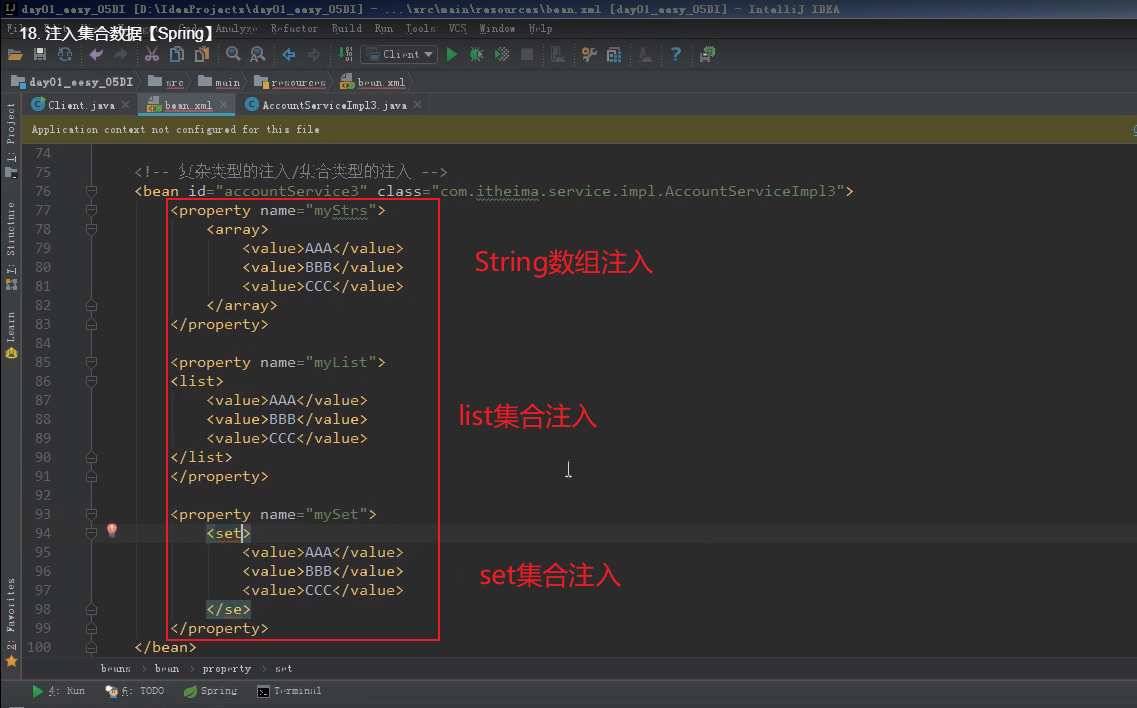 day01_eesy_05DI [D:\IdeaProjects\day01_eesy_05DI] - ...\src\main\resources\bean.xml [day01_eesy_05DI] - IntelliJ IDEA
18. 注入集合数据【Spring】
Analyze Refactor Build Run Tools VCS Window Help
Client
day01_eesy_05DI src main resources bean.xml
Client.java bean.xml AccountServiceImpl3.java
Application context not configured for this file
1: Project
7: Structure
Learn
2: Favorites
74
75 <!-- 复杂类型的注入/集合类型的注入 -->
76 <bean id="accountService3" class="com.itheima.service.impl.AccountServiceImpl3">
77 <property name="myStrs">
78 <array>
79 <value>AAA</value>
80 <value>BBB</value>
String数组注入
81 <value>CCC</value>
82 </array>
83 </property>
84
85 <property name="myList">
86 <list>
87 <value>AAA</value>
88 <value>BBB</value>
list集合注入
89 <value>CCC</value>
90 </list>
91 </property>
92
93 <property name="mySet">
94 <set>
95 <value>AAA</value>
96 <value>BBB</value>
set集合注入
97 <value>CCC</value>
98 </se>
99 </property>
100 </bean>
beans › bean › property › set
4: Run 6: TODO Spring Terminal